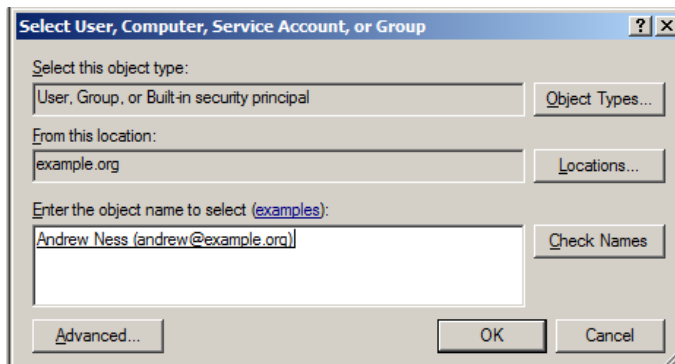 Select User, Computer, Service Account, or Group
Select this object type:
User, Group, or Built-in security principal
Object Types...
From this location:
example.org
Locations...
Enter the object name to select (examples):
Andrew Ness (andrew@example.org)
Check Names
Advanced...
OK
Cancel